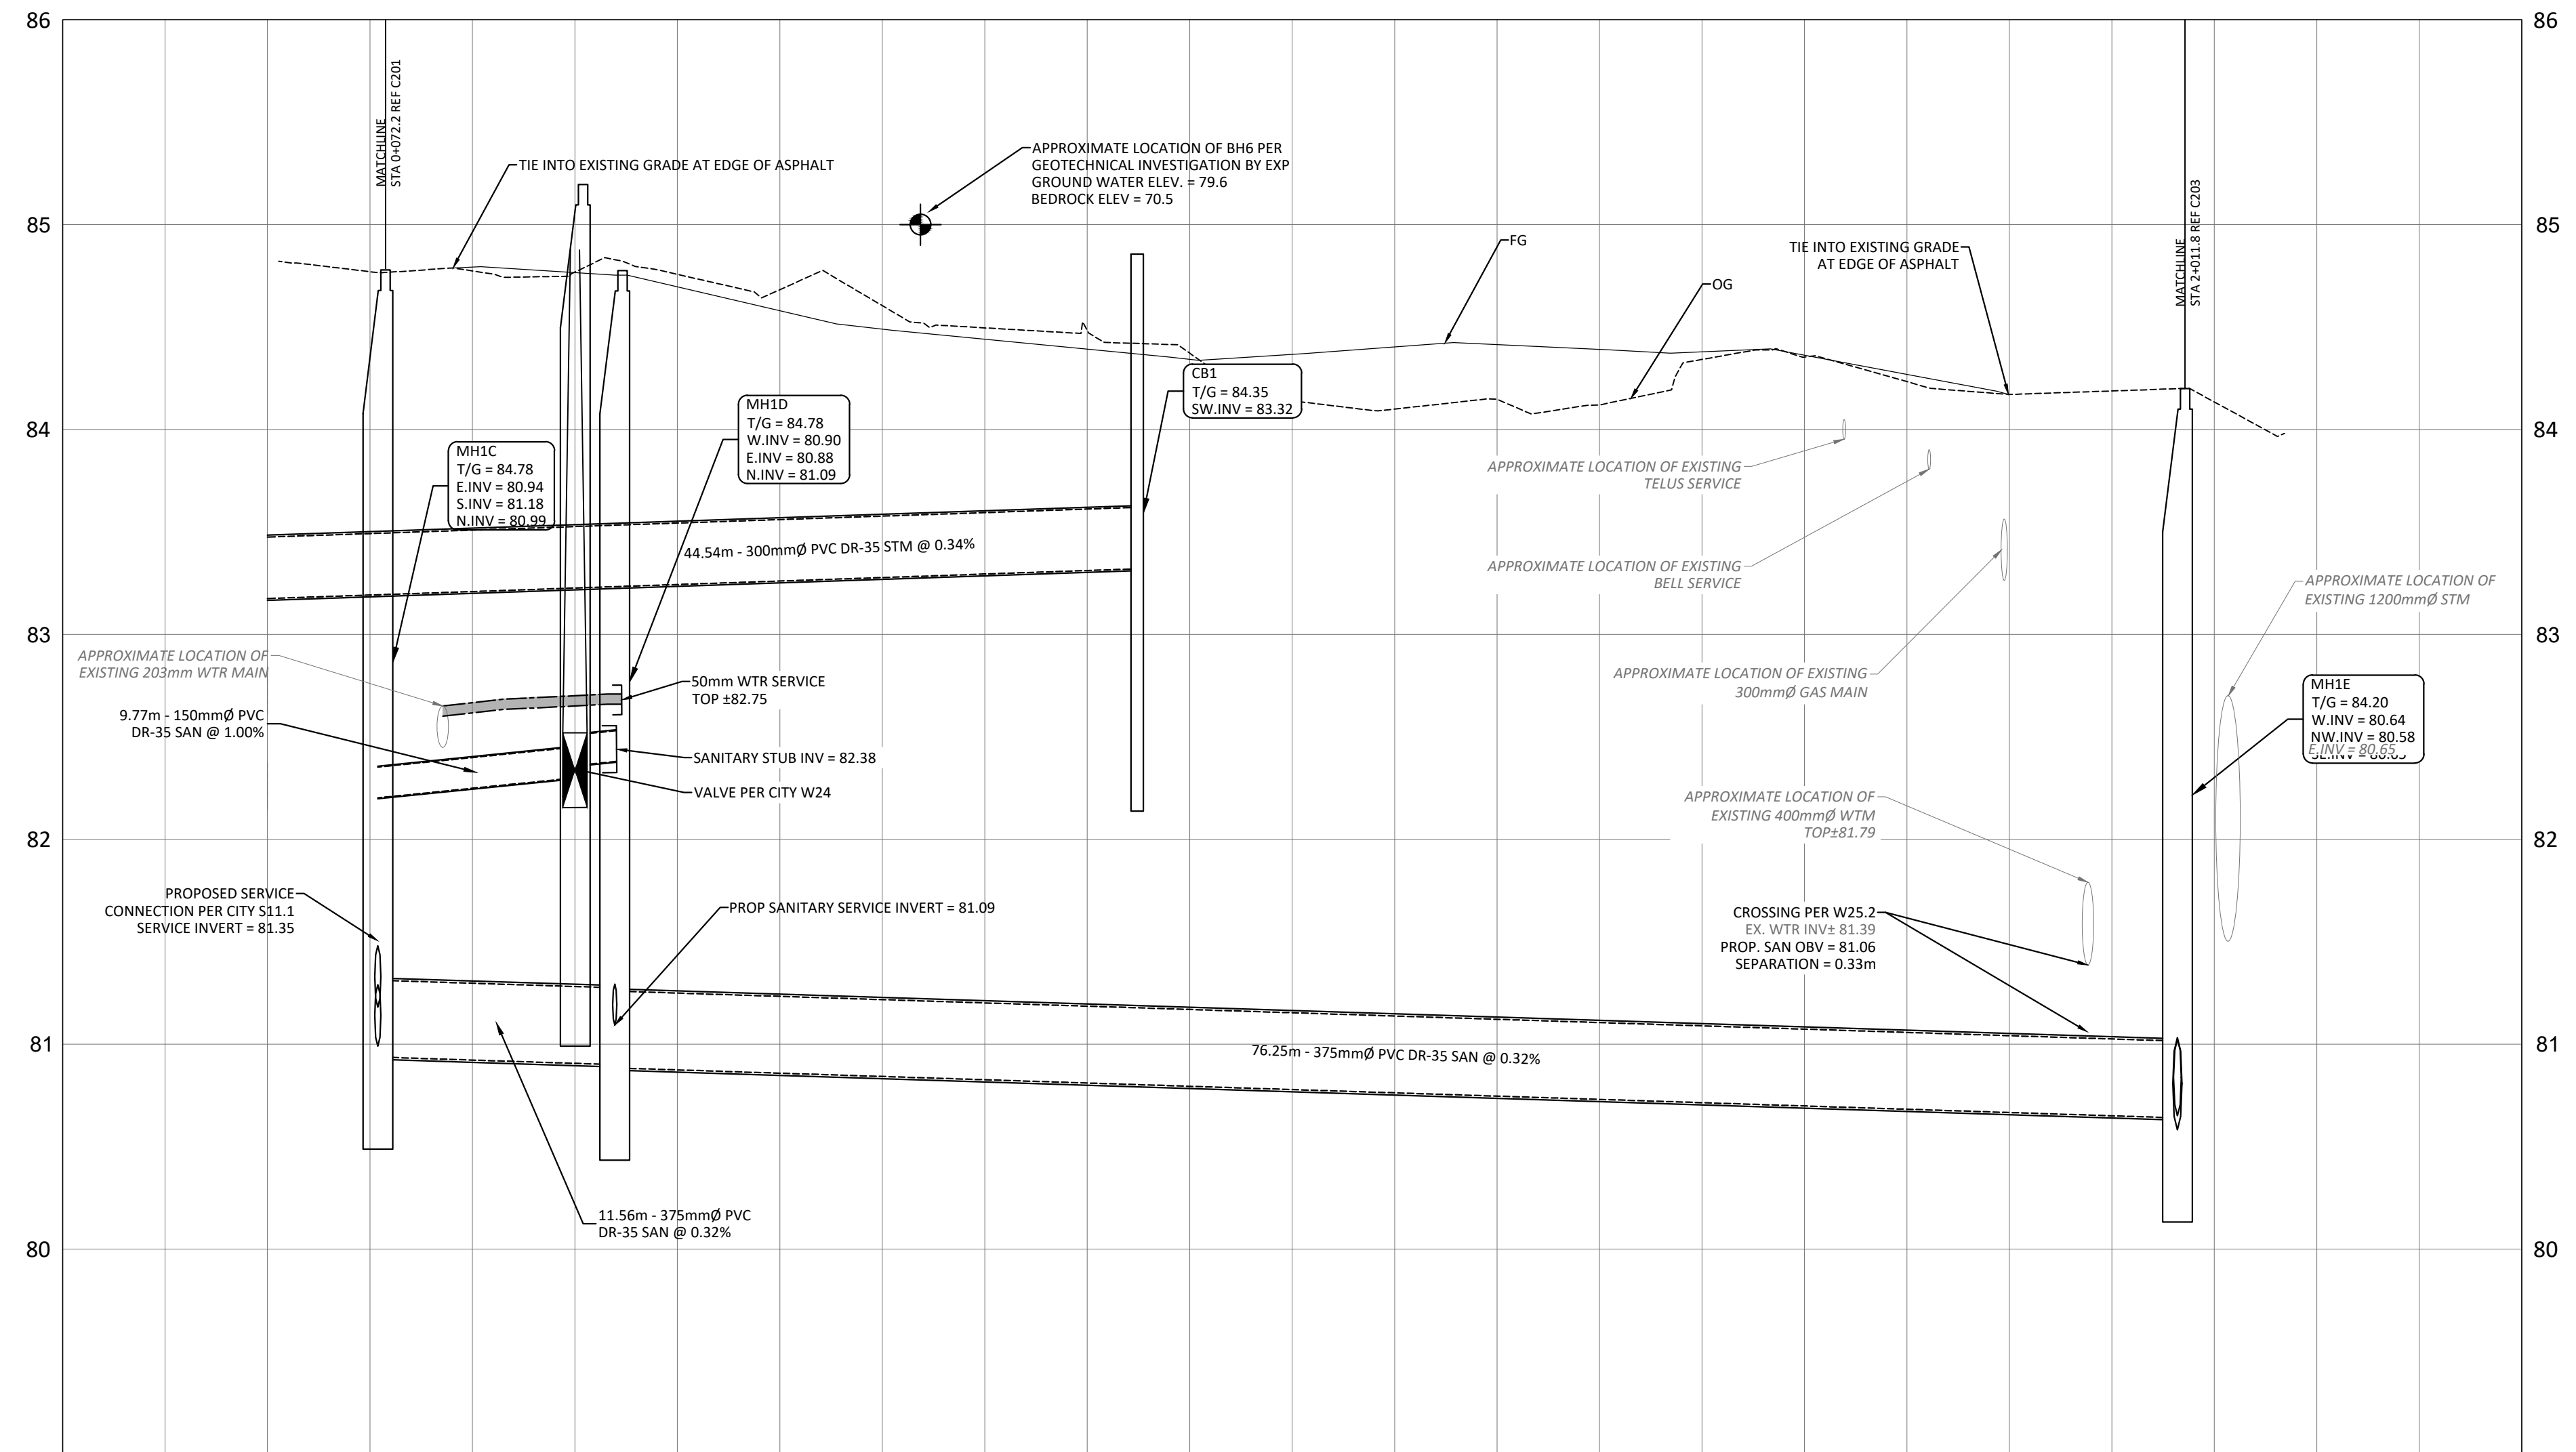 86
86
MATCHLINE
STA 0+072.2 REF C201
TIE INTO EXISTING GRADE AT EDGE OF ASPHALT
APPROXIMATE LOCATION OF BH6 PER
GEOTECHNICAL INVESTIGATION BY EXP
GROUND WATER ELEV. = 79.6
BEDROCK ELEV = 70.5
MATCHLINE
STA 2+011.8 REF C203
85
85
FG
TIE INTO EXISTING GRADE
AT EDGE OF ASPHALT
OG
CB1
T/G = 84.35
SW.INV = 83.32
MH1D
T/G = 84.78
W.INV = 80.90
E.INV = 80.88
N.INV = 81.09
84
84
MH1C
T/G = 84.78
E.INV = 80.94
S.INV = 81.18
N.INV = 80.99
APPROXIMATE LOCATION OF EXISTING
TELUS SERVICE
44.54m - 300mmØ PVC DR-35 STM @ 0.34%
APPROXIMATE LOCATION OF EXISTING
BELL SERVICE
APPROXIMATE LOCATION OF
EXISTING 1200mmØ STM
83
83
APPROXIMATE LOCATION OF
EXISTING 203mm WTR MAIN
50mm WTR SERVICE
TOP ±82.75
APPROXIMATE LOCATION OF EXISTING
300mmØ GAS MAIN
MH1E
T/G = 84.20
W.INV = 80.64
NW.INV = 80.58
E.INV = 80.65
9.77m - 150mmØ PVC
DR-35 SAN @ 1.00%
SANITARY STUB INV = 82.38
VALVE PER CITY W24
APPROXIMATE LOCATION OF
EXISTING 400mmØ WTM
TOP±81.79
82
82
PROPOSED SERVICE
CONNECTION PER CITY S11.1
SERVICE INVERT = 81.35
PROP SANITARY SERVICE INVERT = 81.09
CROSSING PER W25.2
EX. WTR INV± 81.39
PROP. SAN OBV = 81.06
SEPARATION = 0.33m
81
81
76.25m - 375mmØ PVC DR-35 SAN @ 0.32%
11.56m - 375mmØ PVC
DR-35 SAN @ 0.32%
80
80